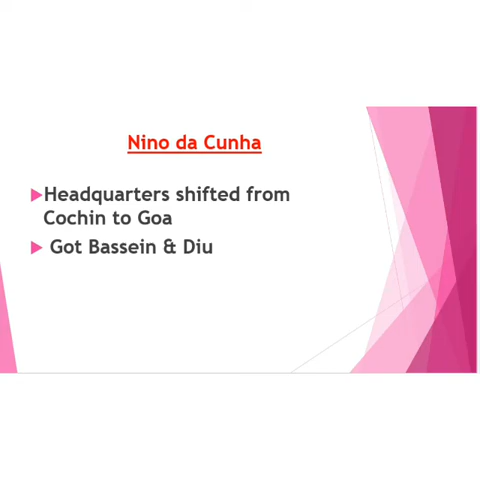 Nino da Cunha
Headquarters shifted from
Cochin to Goa
Got Bassein & Diu